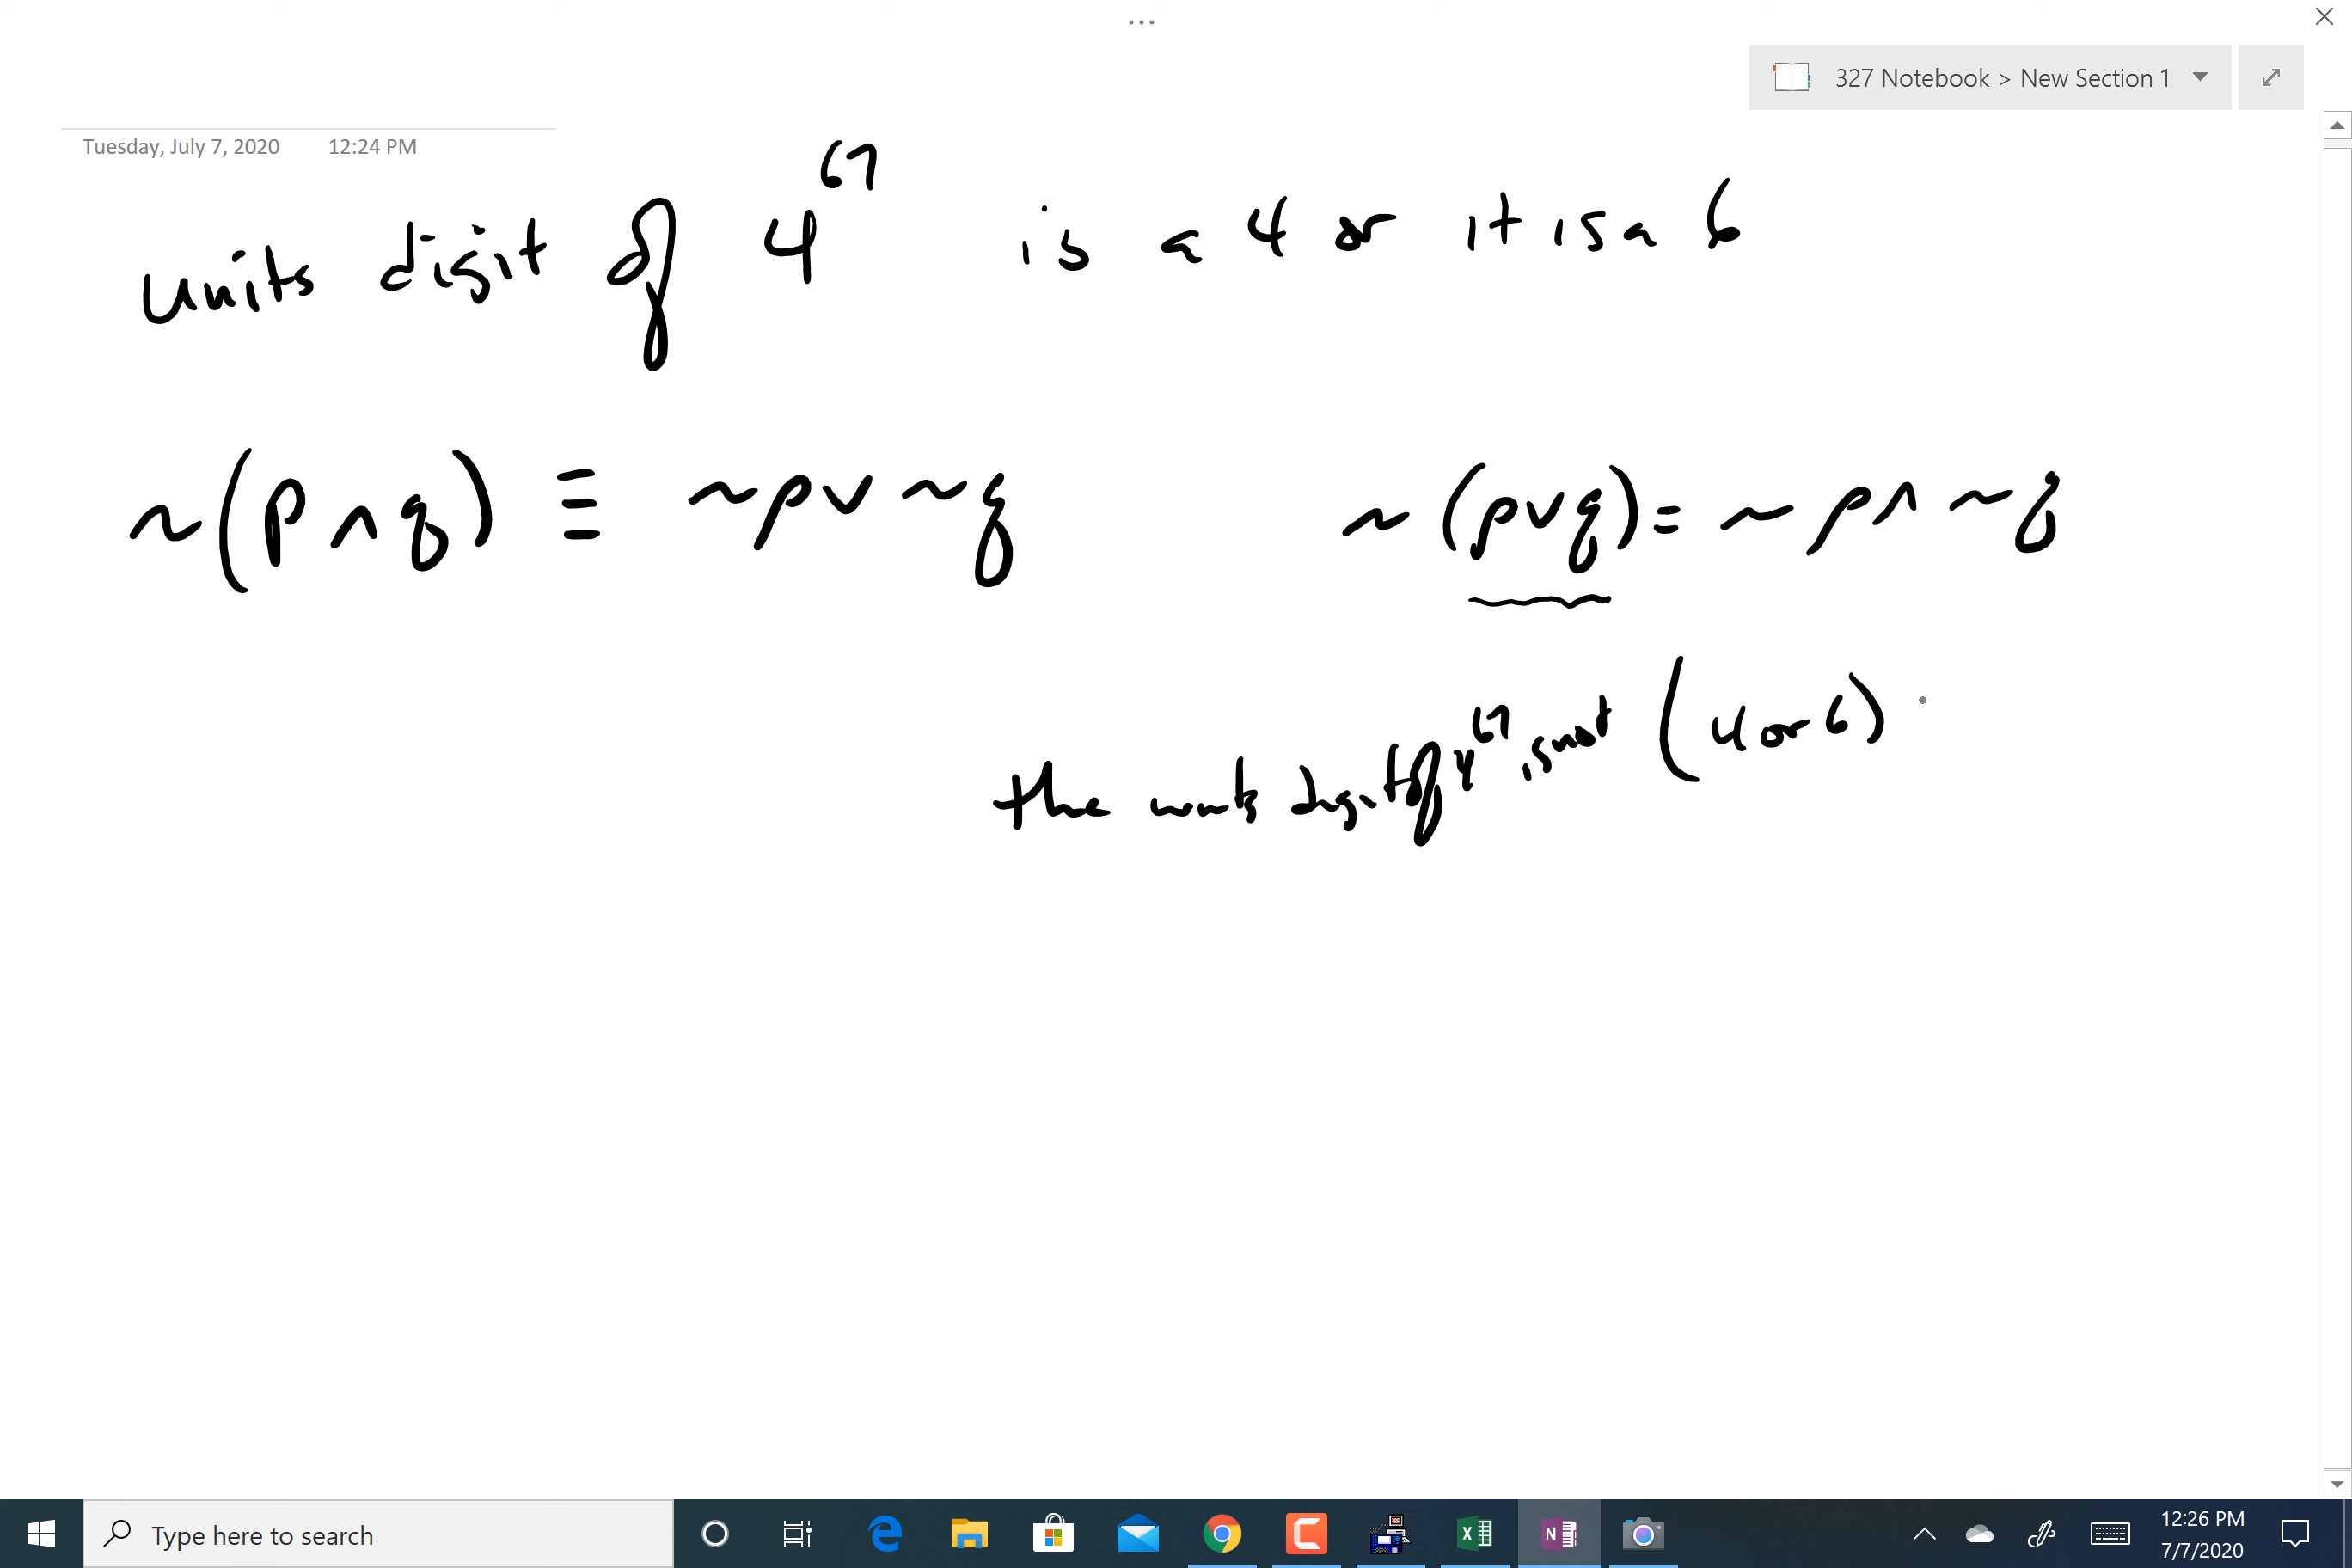 327 Notebook > New Section 1
Tuesday, July 7, 2020 12:24 PM
units digit of 4^67 is a 4 or it is a 6
~(p ∧ q) ≡ ~p ∨ ~q
~(p ∨ q) = ~p ∧ ~q
the units digit of 4^67 is not (4 or 6)
Type here to search
12:26 PM
7/7/2020